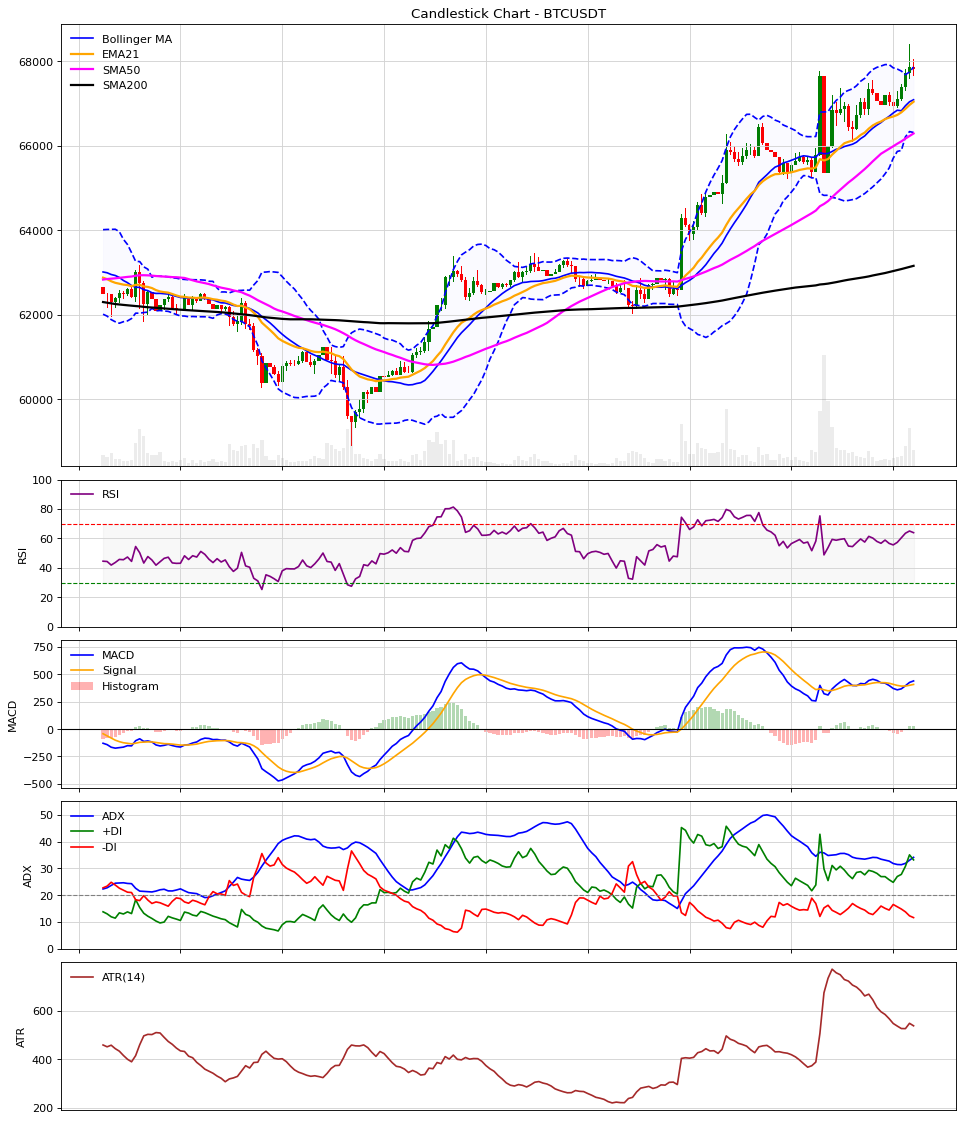 Candlestick Chart - BTCUSDT
Bollinger MA
EMA21
SMA50
SMA200
68000
66000
64000
62000
60000
RSI
RSI
100
80
60
40
20
0
MACD
Signal
Histogram
MACD
750
500
250
0
−250
−500
ADX
+DI
-DI
ADX
50
40
30
20
10
0
ATR(14)
ATR
600
400
200